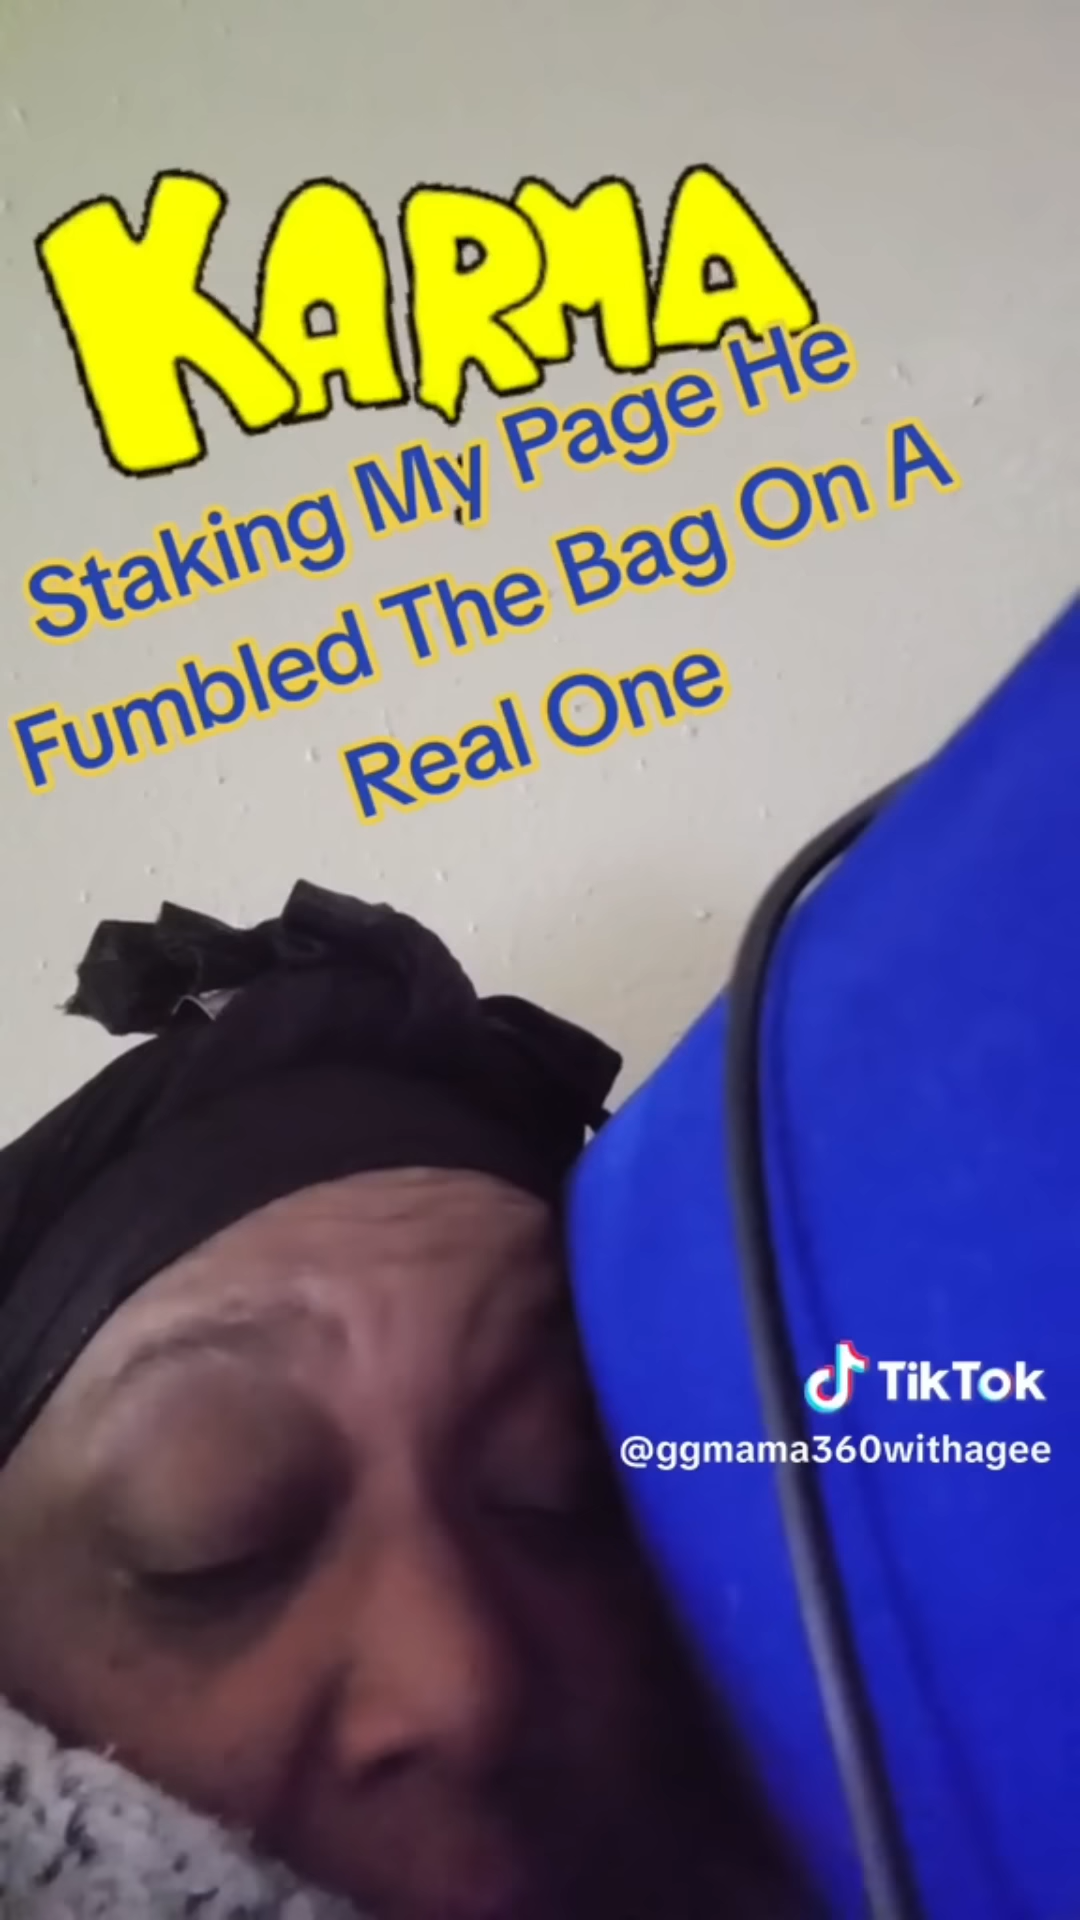 KARMA
Staking My Page He
Fumbled The Bag On A
Real One
TikTok
@ggmama360withagee